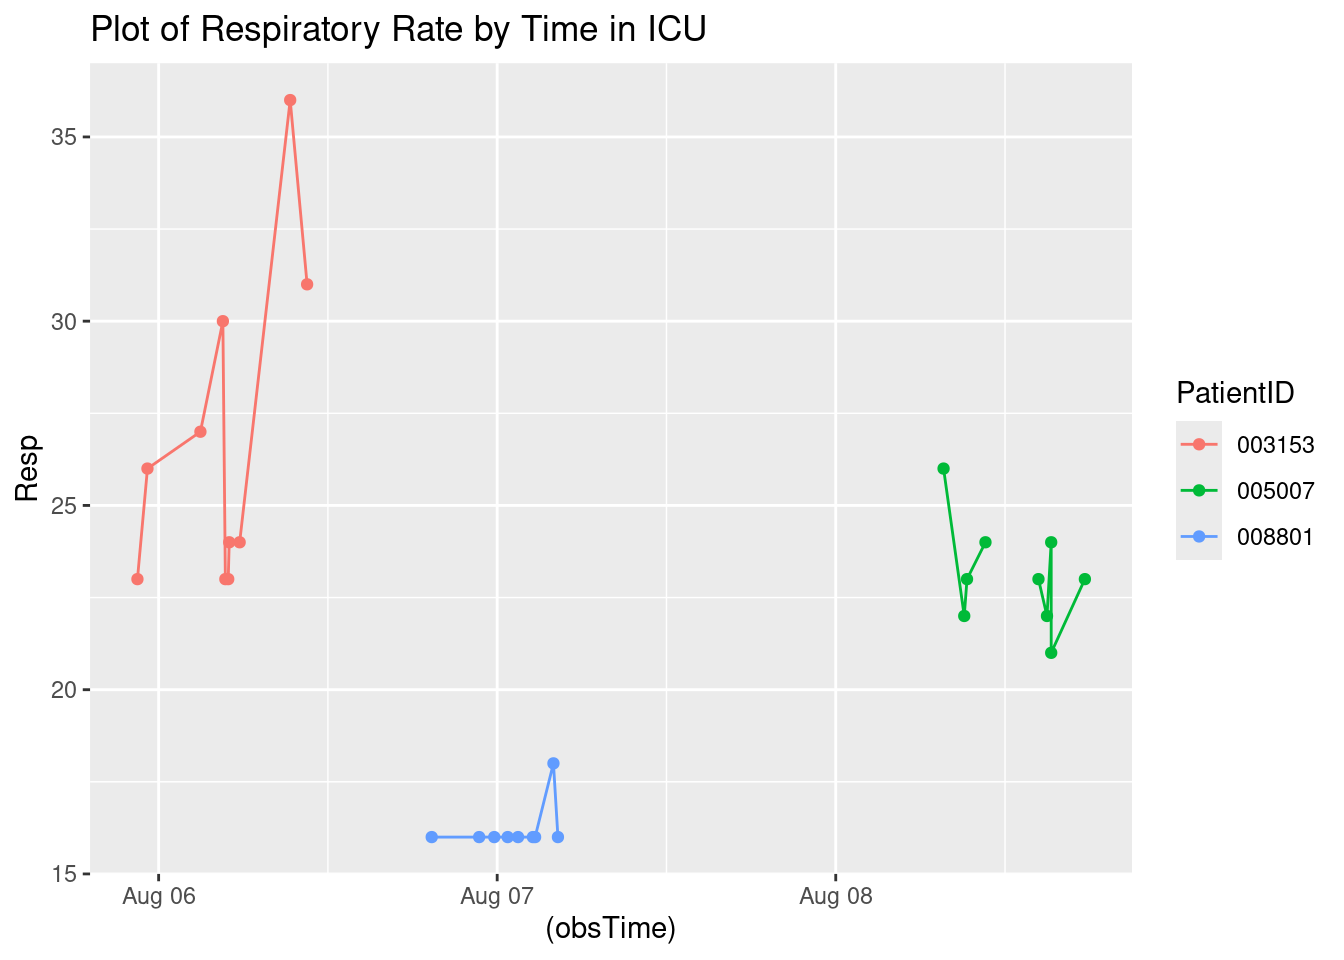 Plot of Respiratory Rate by Time in ICU
35
30
25
20
15
Resp
Aug 06
Aug 07
Aug 08
(obsTime)
PatientID
003153
005007
008801